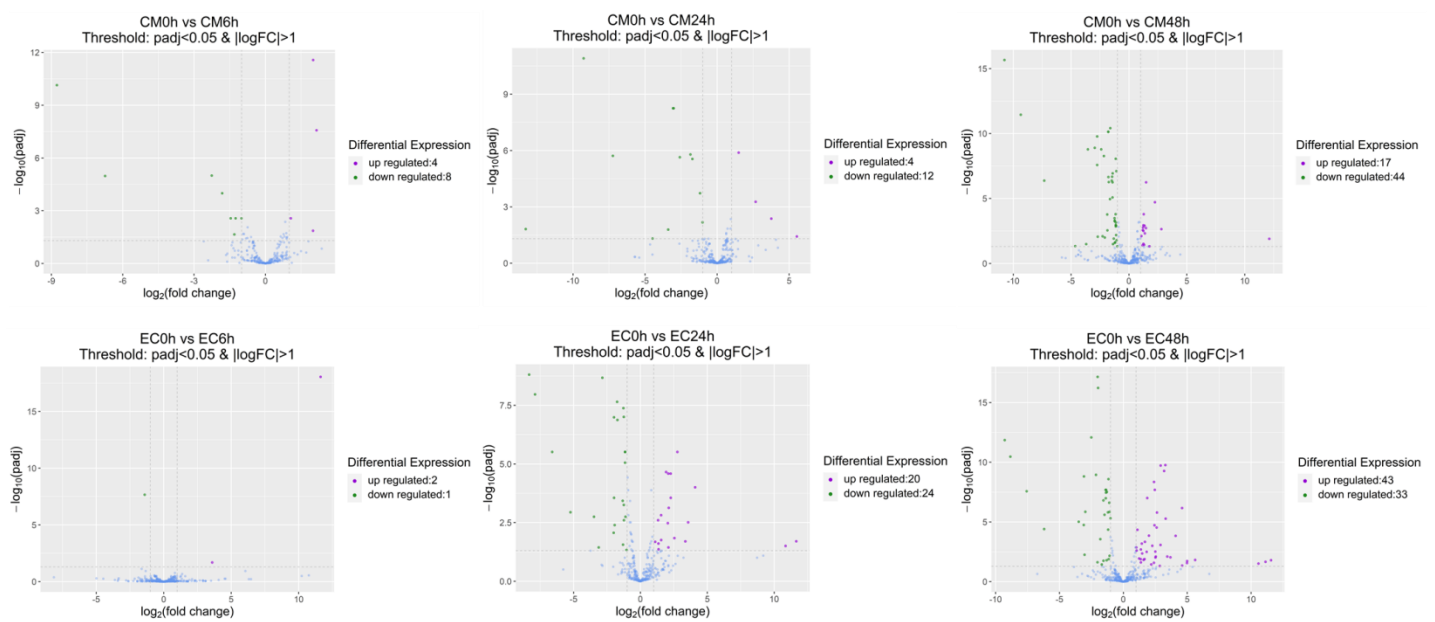 CM0h vs CM6h
Threshold: padj<0.05 & |logFC|>1
12
9
6
3
0
−log10(padj)
-9
-6
-3
0
log2(fold change)
Differential Expression
up regulated:4
down regulated:8
CM0h vs CM24h
Threshold: padj<0.05 & |logFC|>1
9
6
3
0
−log10(padj)
-10
-5
0
5
log2(fold change)
Differential Expression
up regulated:4
down regulated:12
CM0h vs CM48h
Threshold: padj<0.05 & |logFC|>1
15
10
5
0
−log10(padj)
-10
-5
0
5
10
log2(fold change)
Differential Expression
up regulated:17
down regulated:44
EC0h vs EC6h
Threshold: padj<0.05 & |logFC|>1
15
10
5
0
−log10(padj)
-5
0
5
10
log2(fold change)
Differential Expression
up regulated:2
down regulated:1
EC0h vs EC24h
Threshold: padj<0.05 & |logFC|>1
7.5
5.0
2.5
0.0
−log10(padj)
-5
0
5
10
log2(fold change)
Differential Expression
up regulated:20
down regulated:24
EC0h vs EC48h
Threshold: padj<0.05 & |logFC|>1
15
10
5
0
−log10(padj)
-10
-5
0
5
10
log2(fold change)
Differential Expression
up regulated:43
down regulated:33